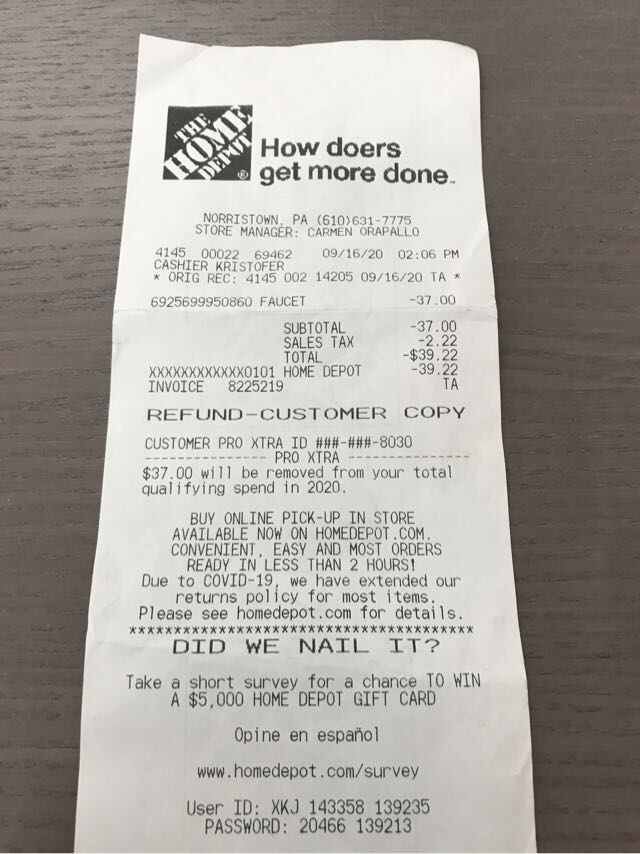 THE
HOME
DEPOT
®
How doers
get more done™
NORRISTOWN, PA (610)631-7775
STORE MANAGER: CARMEN ORAPALLO
4145 00022 69462 09/16/20 02:06 PM
CASHIER KRISTOFER
* ORIG REC: 4145 002 14205 09/16/20 TA *
6925699950860 FAUCET -37.00
SUBTOTAL -37.00
SALES TAX -2.22
TOTAL -$39.22
XXXXXXXXXXXX0101 HOME DEPOT -39.22
INVOICE 8225219 TA
REFUND-CUSTOMER COPY
CUSTOMER PRO XTRA ID ###-###-8030
--------------- PRO XTRA ---------------
$37.00 will be removed from your total
qualifying spend in 2020.
BUY ONLINE PICK-UP IN STORE
AVAILABLE NOW ON HOMEDEPOT.COM.
CONVENIENT, EASY AND MOST ORDERS
READY IN LESS THAN 2 HOURS!
Due to COVID-19, we have extended our
returns policy for most items.
Please see homedepot.com for details.
******************************************
DID WE NAIL IT?
Take a short survey for a chance TO WIN
A $5,000 HOME DEPOT GIFT CARD
Opine en español
www.homedepot.com/survey
User ID: XKJ 143358 139235
PASSWORD: 20466 139213